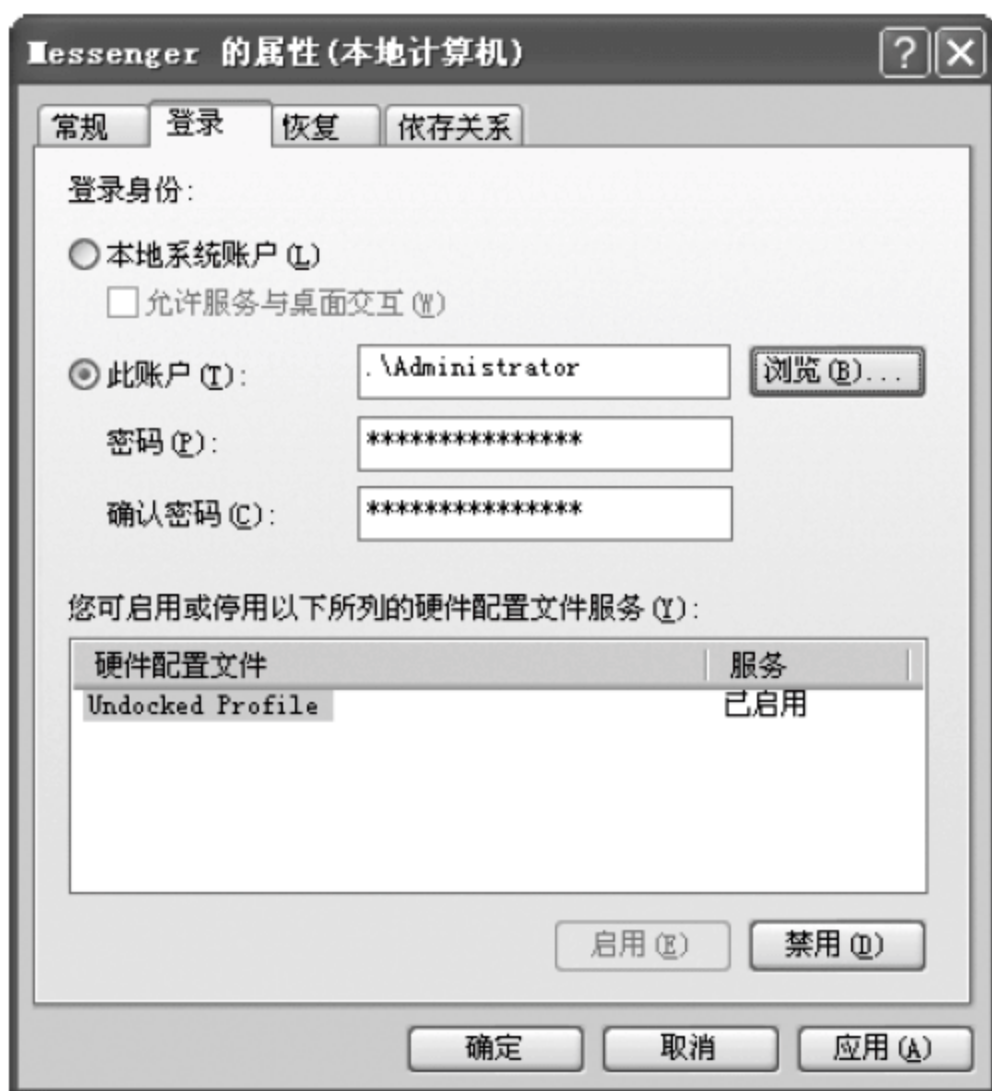 Messenger 的属性(本地计算机)
常规 登录 恢复 依存关系
登录身份:
本地系统账户(L)
允许服务与桌面交互(W)
此账户(T): .\Administrator 浏览(B)...
密码(P): ***************
确认密码(C): ***************
您可启用或停用以下所列的硬件配置文件服务(Y):
硬件配置文件 服务
Undocked Profile 已启用
启用(E) 禁用(D)
确定 取消 应用(A)